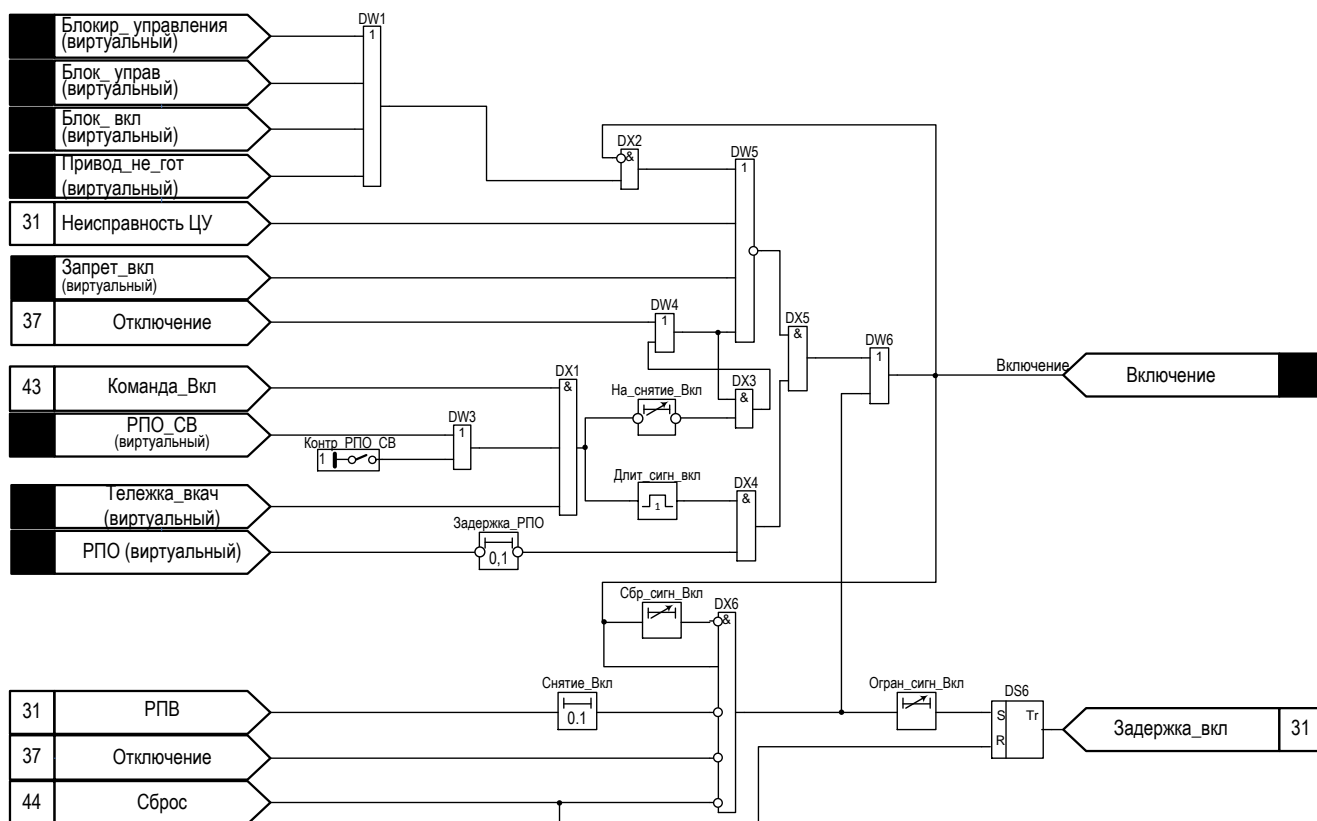 Блокир_ управления
(виртуальный)
DW1
1
Блок_ управ
(виртуальный)
Блок_ вкл
(виртуальный)
Привод_не_гот
(виртуальный)
DX2
&
DW5
1
31 Неисправность ЦУ
Запрет_вкл
(виртуальный)
37 Отключение
DW4
1
DX5
&
DW6
1
Включение
Включение
43 Команда_Вкл
DX1
&
На_снятие_Вкл
DX3
&
РПО_СВ
(виртуальный)
DW3
1
Контр_РПО_СВ
1
Длит_сигн_вкл
1
DX4
&
Тележка_вкач
(виртуальный)
Задержка_РПО
0,1
РПО (виртуальный)
Сбр_сигн_Вкл
DX6
&
Снятие_Вкл
0.1
Огран_сигн_Вкл
DS6
S Tr
R
31 РПВ
Задержка_вкл 31
37 Отключение
44 Сброс